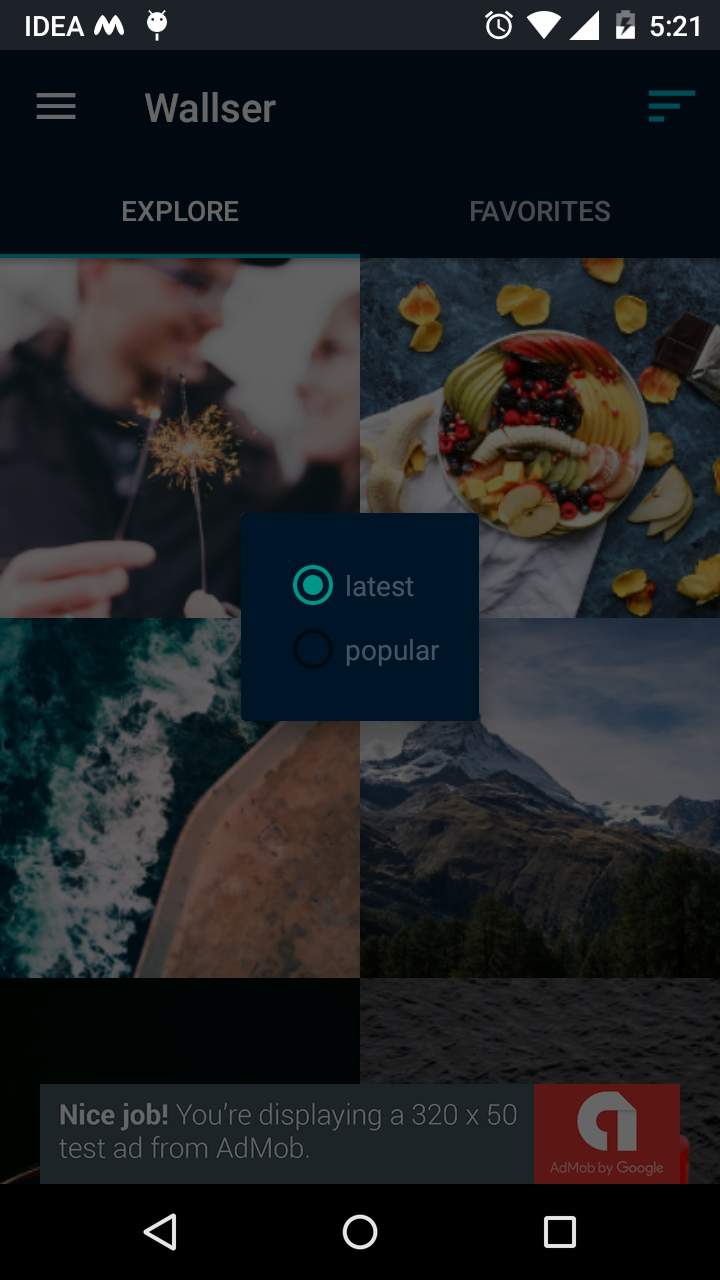 IDEA 5:21
Wallser
EXPLORE FAVORITES
latest
popular
Nice job! You're displaying a 320 x 50
test ad from AdMob.
AdMob by Google